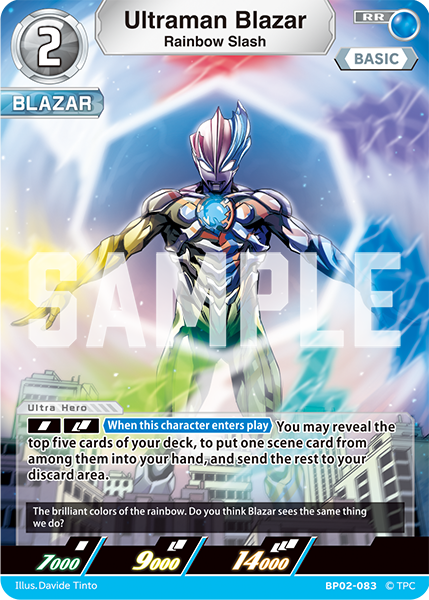 2
Ultraman Blazar
Rainbow Slash
RR
BASIC
BLAZAR
SAMPLE
Ultra Hero
When this character enters play You may reveal the
top five cards of your deck, to put one scene card from
among them into your hand, and send the rest to your
discard area.
The brilliant colors of the rainbow. Do you think Blazar sees the same thing
we do?
7000 9000 14000
Illus.Davide Tinto BP02-083 © TPC